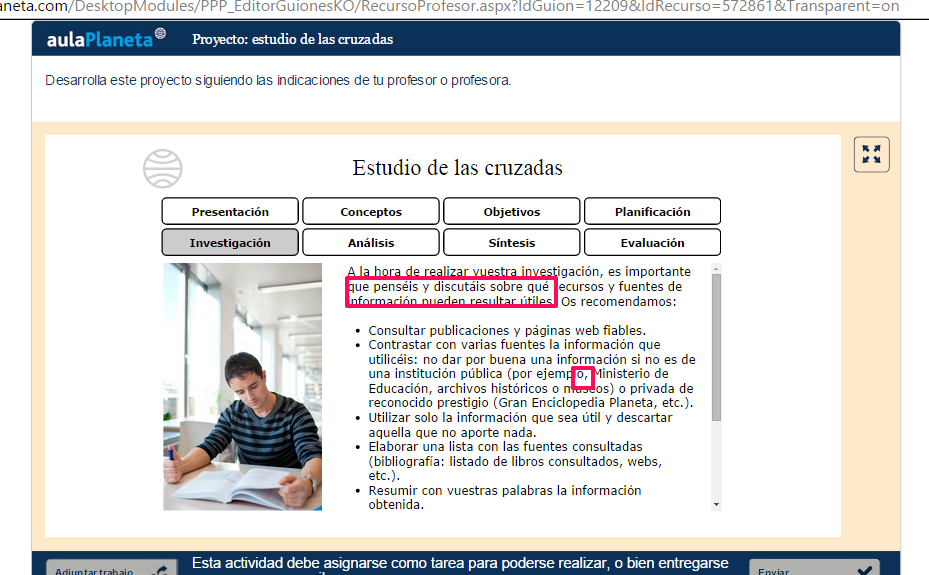 aneta.com/DesktopModules/PPP_EditorGuionesKO/RecursoProfesor.aspx?IdGuion=12209&IdRecurso=572861&Transparent=on
aulaPlaneta Proyecto: estudio de las cruzadas
Desarrolla este proyecto siguiendo las indicaciones de tu profesor o profesora.
Estudio de las cruzadas
Presentación Conceptos Objetivos Planificación
Investigación Análisis Síntesis Evaluación
A la hora de realizar vuestra investigación, es importante
que penséis y discutáis sobre qué recursos y fuentes de
información pueden resultar útiles. Os recomendamos:
• Consultar publicaciones y páginas web fiables.
• Contrastar con varias fuentes la información que
utilicéis: no dar por buena una información si no es de
una institución pública (por ejemplo, Ministerio de
Educación, archivos históricos o museos) o privada de
reconocido prestigio (Gran Enciclopedia Planeta, etc.).
• Utilizar solo la información que sea útil y descartar
aquella que no aporte nada.
• Elaborar una lista con las fuentes consultadas
(bibliografía: listado de libros consultados, webs,
etc.).
• Resumir con vuestras palabras la información
obtenida.
Adjuntar trabajo Esta actividad debe asignarse como tarea para poderse realizar, o bien entregarse Enviar